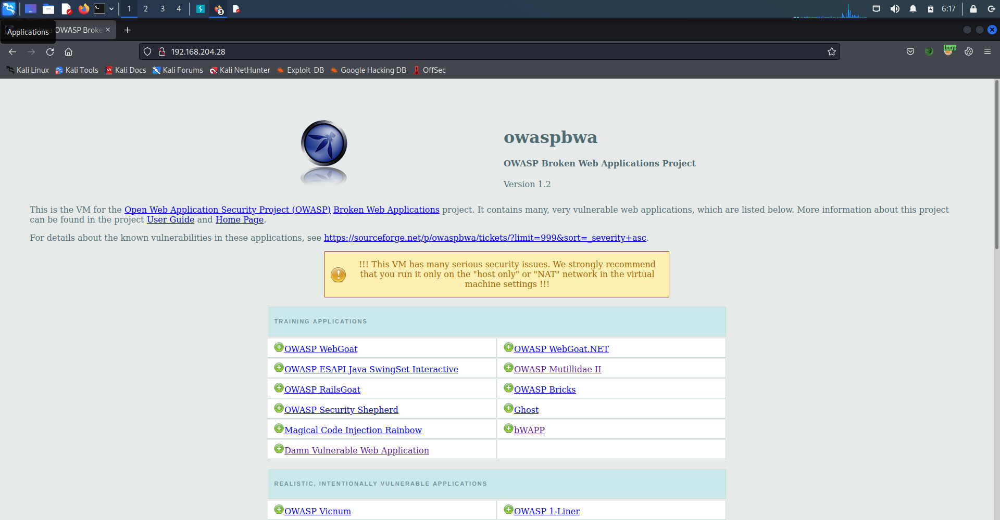 1 2 3 4
3
6:17
Applications
OWASP Broke
192.168.204.28
burp
Kali Linux Kali Tools Kali Docs Kali Forums Kali NetHunter Exploit-DB Google Hacking DB OffSec
owaspbwa
OWASP Broken Web Applications Project
Version 1.2
This is the VM for the Open Web Application Security Project (OWASP) Broken Web Applications project. It contains many, very vulnerable web applications, which are listed below. More information about this project
can be found in the project User Guide and Home Page.
For details about the known vulnerabilities in these applications, see https://sourceforge.net/p/owaspbwa/tickets/?limit=999&sort=_severity+asc.
!!! This VM has many serious security issues. We strongly recommend
that you run it only on the "host only" or "NAT" network in the virtual
machine settings !!!
TRAINING APPLICATIONS
OWASP WebGoat OWASP WebGoat.NET
OWASP ESAPI Java SwingSet Interactive OWASP Mutillidae II
OWASP RailsGoat OWASP Bricks
OWASP Security Shepherd Ghost
Magical Code Injection Rainbow bWAPP
Damn Vulnerable Web Application
REALISTIC, INTENTIONALLY VULNERABLE APPLICATIONS
OWASP Vicnum OWASP 1-Liner